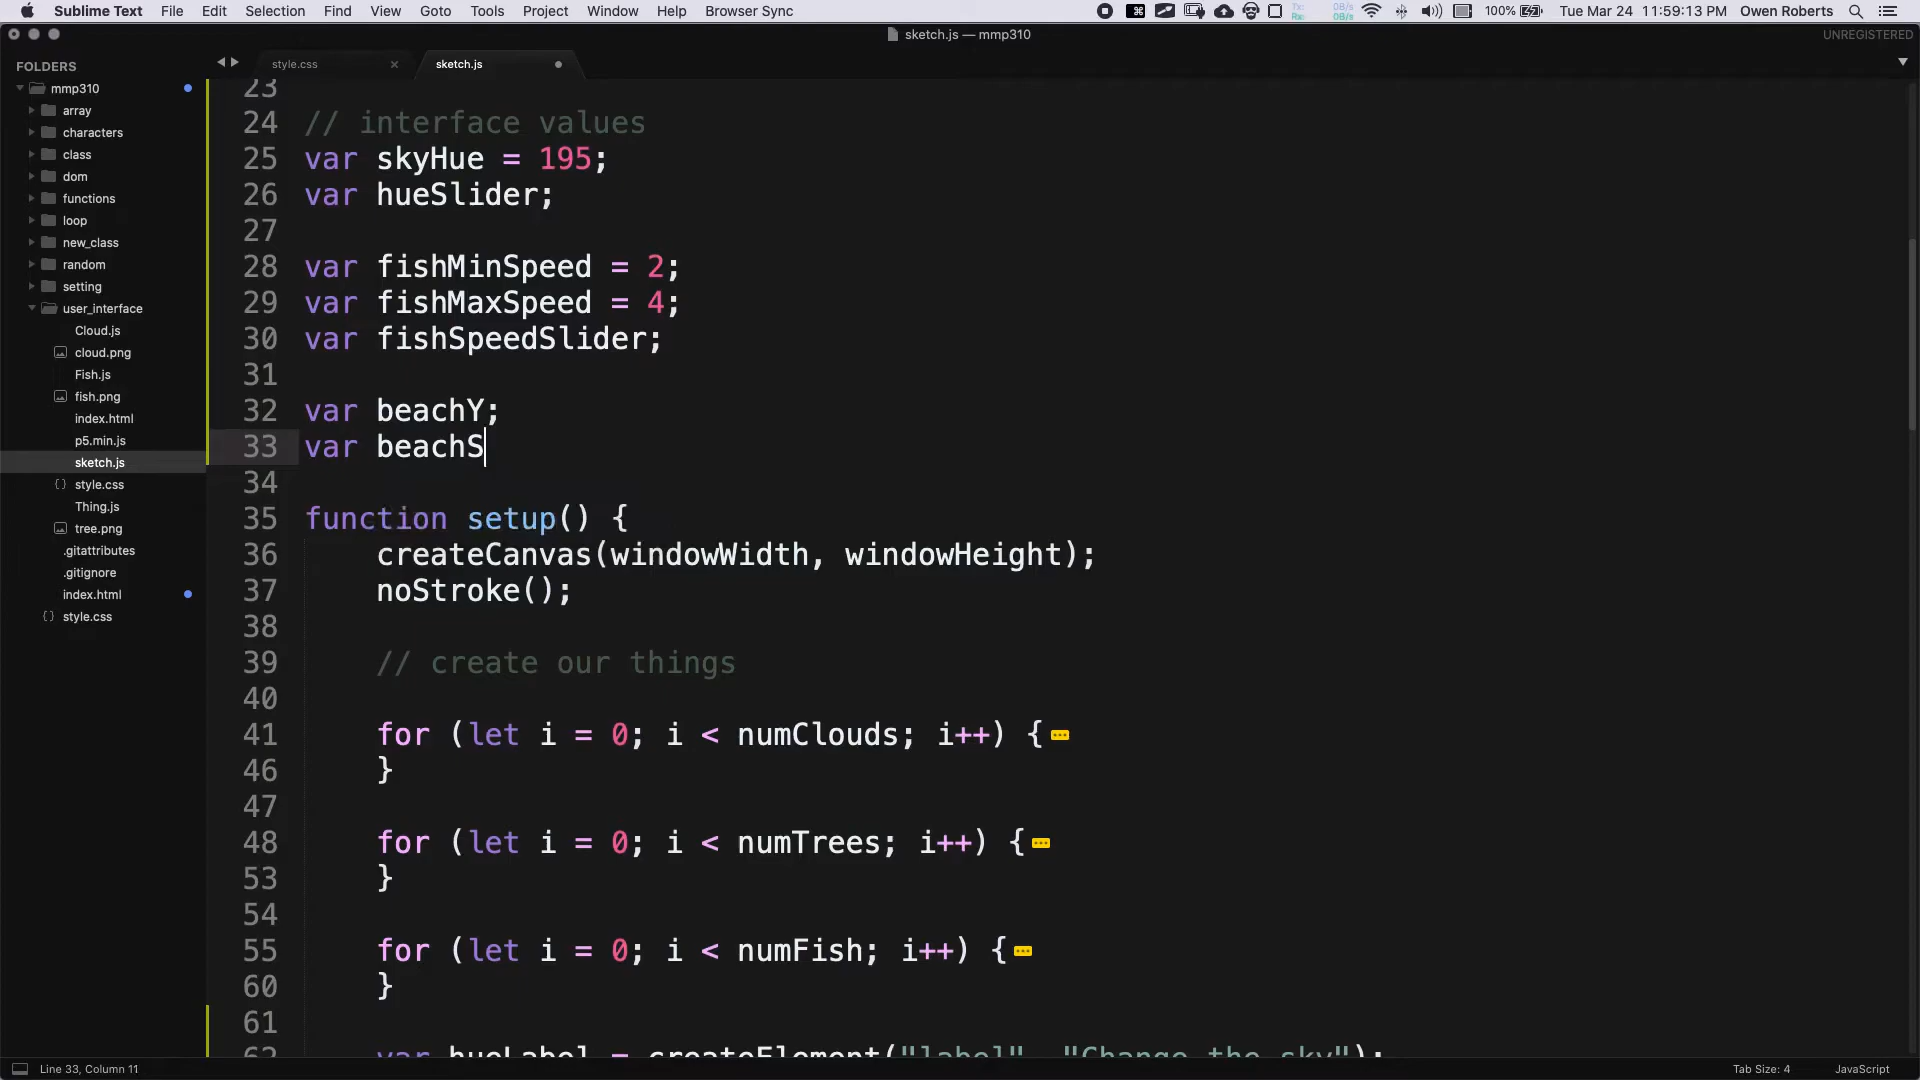 Sublime Text File Edit Selection Find View Goto Tools Project Window Help Browser Sync 100% Tue Mar 24 11:59:13 PM Owen Roberts
sketch.js — mmp310 UNREGISTERED
style.css sketch.js
FOLDERS
mmp310
array
characters
class
dom
functions
loop
new_class
random
setting
user_interface
Cloud.js
cloud.png
Fish.js
fish.png
index.html
p5.min.js
sketch.js
style.css
Thing.js
tree.png
.gitattributes
.gitignore
index.html
style.css
23
24 // interface values
25 var skyHue = 195;
26 var hueSlider;
27
28 var fishMinSpeed = 2;
29 var fishMaxSpeed = 4;
30 var fishSpeedSlider;
31
32 var beachY;
33 var beachS
34
35 function setup() {
36 createCanvas(windowWidth, windowHeight);
37 noStroke();
38
39 // create our things
40
41 for (let i = 0; i < numClouds; i++) {
46 }
47
48 for (let i = 0; i < numTrees; i++) {
53 }
54
55 for (let i = 0; i < numFish; i++) {
60 }
61
62 var hueLabel = createElement("label", "Change the sky");
Line 33, Column 11 Tab Size: 4 JavaScript